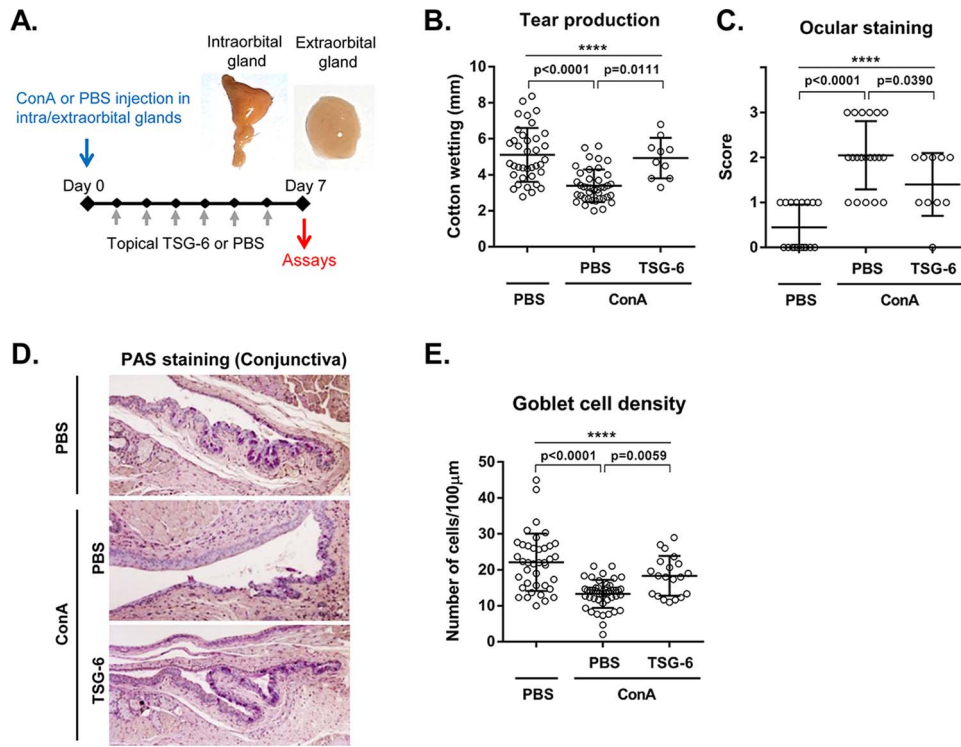 A.
Intraorbital
gland
Extraorbital
gland
ConA or PBS injection in
intra/extraorbital glands
Day 0
Day 7
Topical TSG-6 or PBS
Assays
B.
Tear production
****
p<0.0001
p=0.0111
Cotton wetting (mm)
10
8
6
4
2
0
PBS
TSG-6
PBS
ConA
C.
Ocular staining
****
p<0.0001
p=0.0390
Score
3
2
1
0
PBS
TSG-6
PBS
ConA
D.
PAS staining (Conjunctiva)
PBS
PBS
ConA
TSG-6
E.
Goblet cell density
****
p<0.0001
p=0.0059
Number of cells/100μm
50
40
30
20
10
0
PBS
TSG-6
PBS
ConA